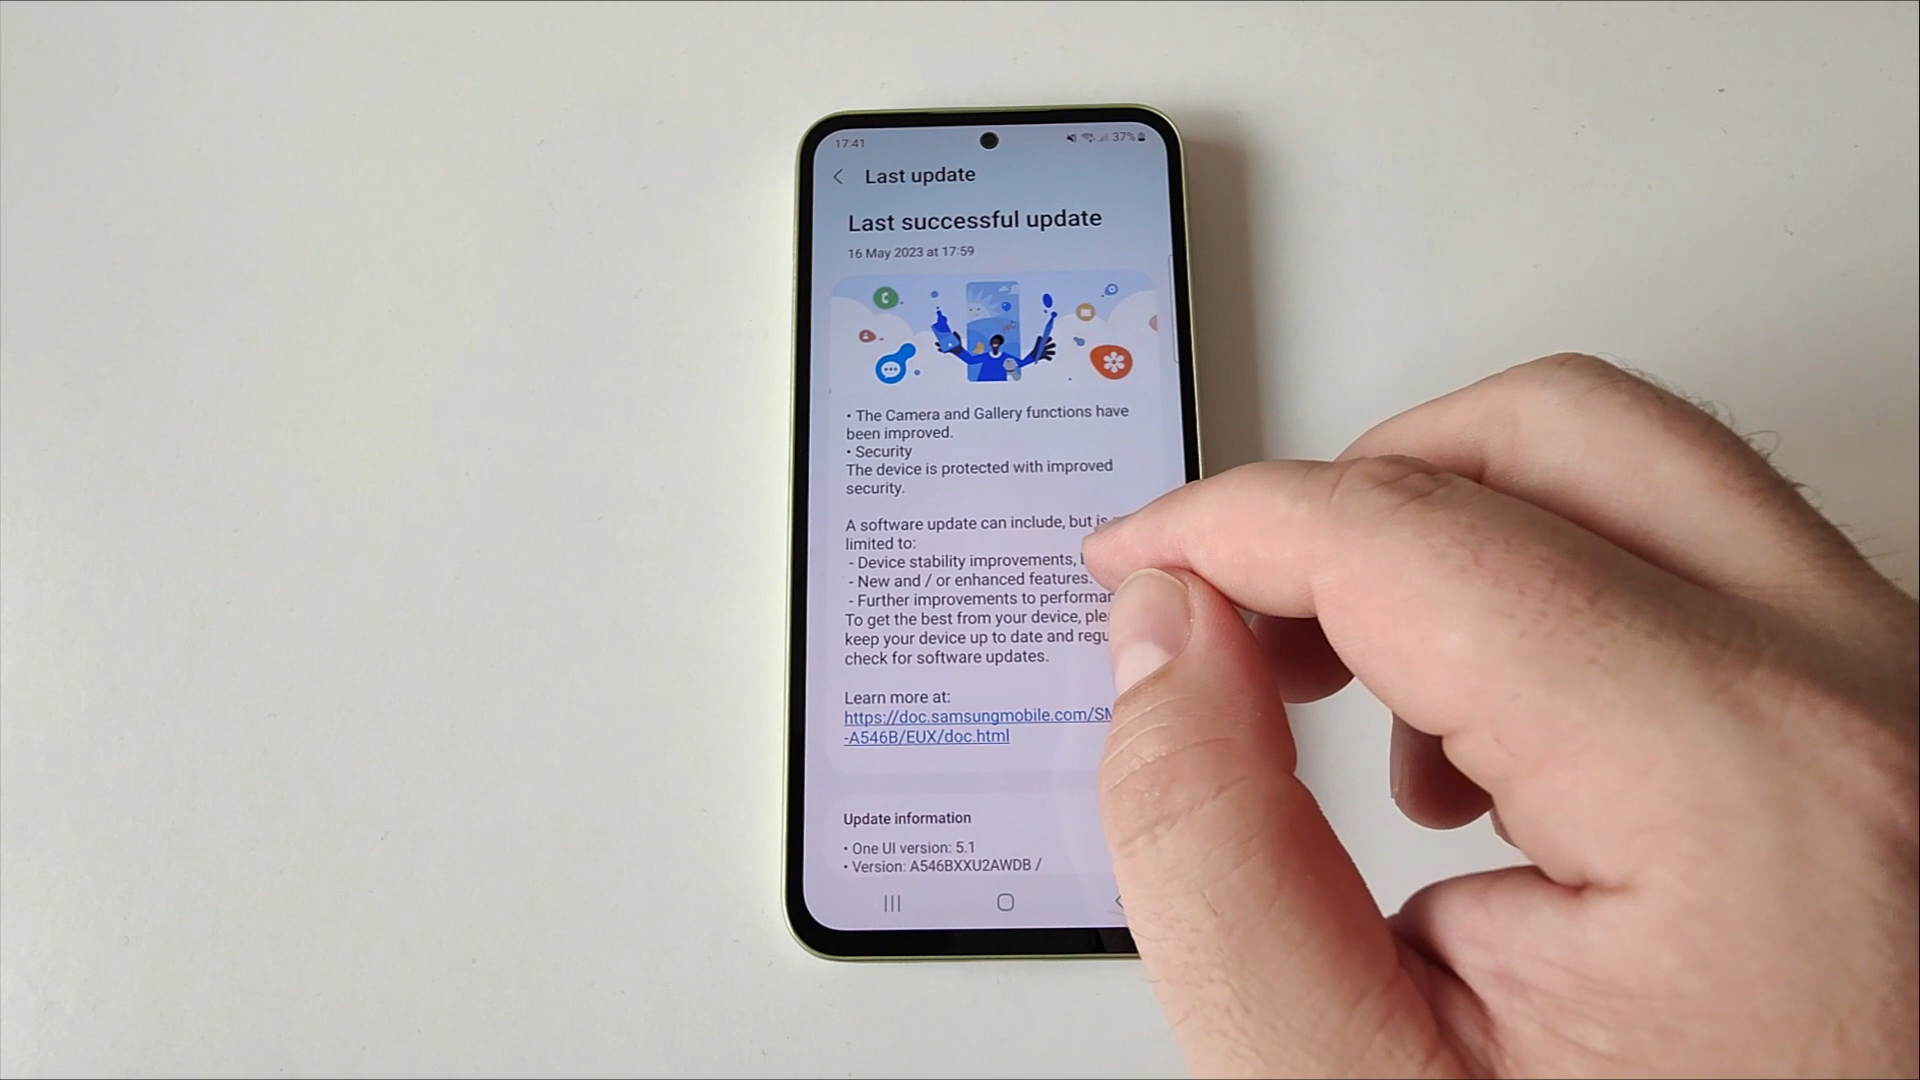 17:41
37%
Last update
Last successful update
16 May 2023 at 17:59
• The Camera and Gallery functions have
been improved.
• Security
The device is protected with improved
security.
A software update can include, but is
limited to:
- Device stability improvements,
- New and / or enhanced features.
- Further improvements to
To get the best from your device,
keep your device up to date and
check for software updates.
Learn more at:
https://doc.samsungmobile.com/SM
-A546B/EUX/doc.html
Update information
• One UI version: 5.1
• Version: A546BXXU2AWDB /